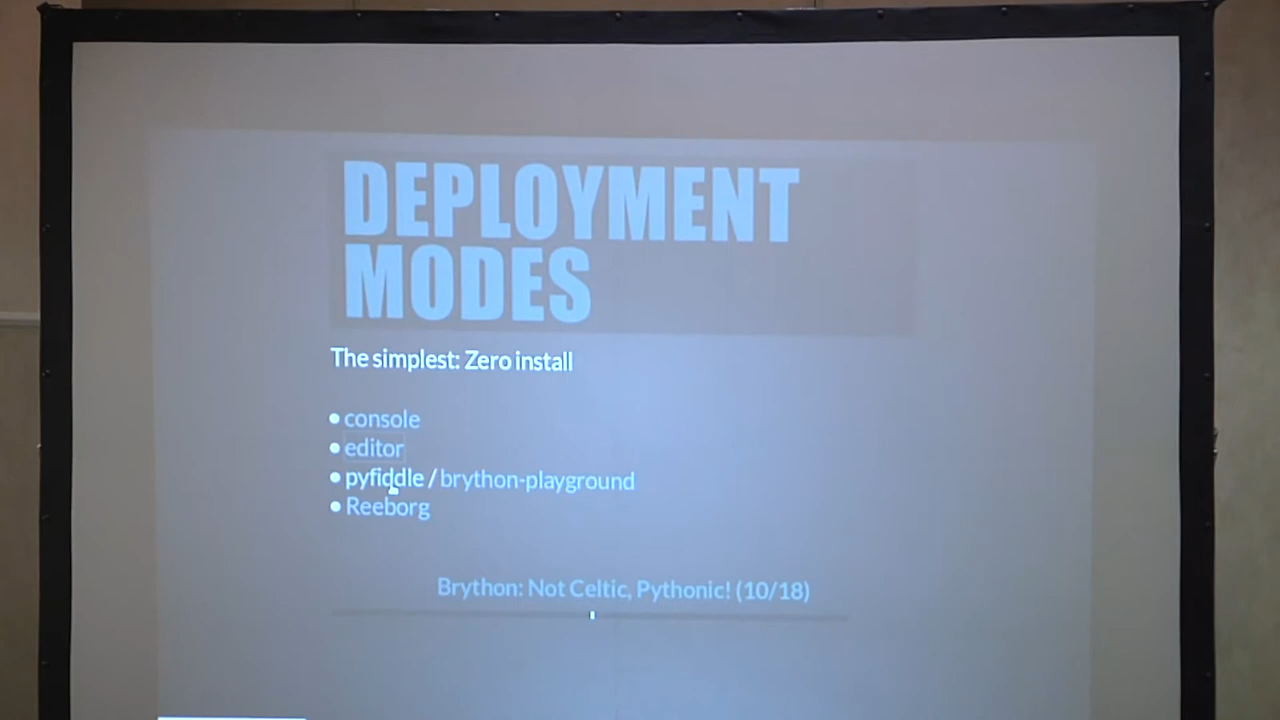 DEPLOYMENT
MODES
The simplest: Zero install
• console
• editor
• pyfiddle / brython-playground
• Reeborg
Brython: Not Celtic, Pythonic! (10/18)